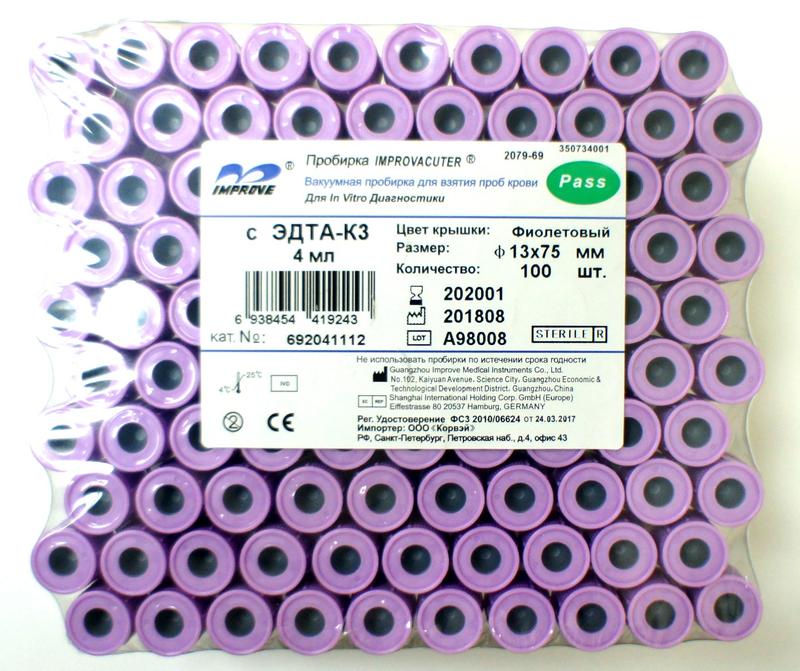 350734001
2079-69
IMPROVE ®
Пробирка IMPROVACUTER ®
Вакуумная пробирка для взятия проб крови
Для In Vitro Диагностики
Pass
с ЭДТА-К3
4 мл
6 938454 419243
кат. №: 692041112
Цвет крышки: Фиолетовый
Размер: ф 13x75 мм
Количество: 100 шт.
202001
201808
LOT A98008
STERILE R
Не использовать пробирки по истечении срока годности
Guangzhou Improve Medical Instruments Co., Ltd.
No.102, Kaiyuan Avenue. Science City, Guangzhou Economic &
Technological Development District. Guangzhou.China
EC REP
Shanghai International Holding Corp. GmbH (Europe)
Eiffestrasse 80 20537 Hamburg, GERMANY
4℃ 25℃
IVD
2
CE
Рег. Удостоверение ФСЗ 2010/06624 от 24.03.2017
Импортер: ООО «Корвэй»
РФ, Санкт-Петербург, Петровская наб., д.4, офис 43